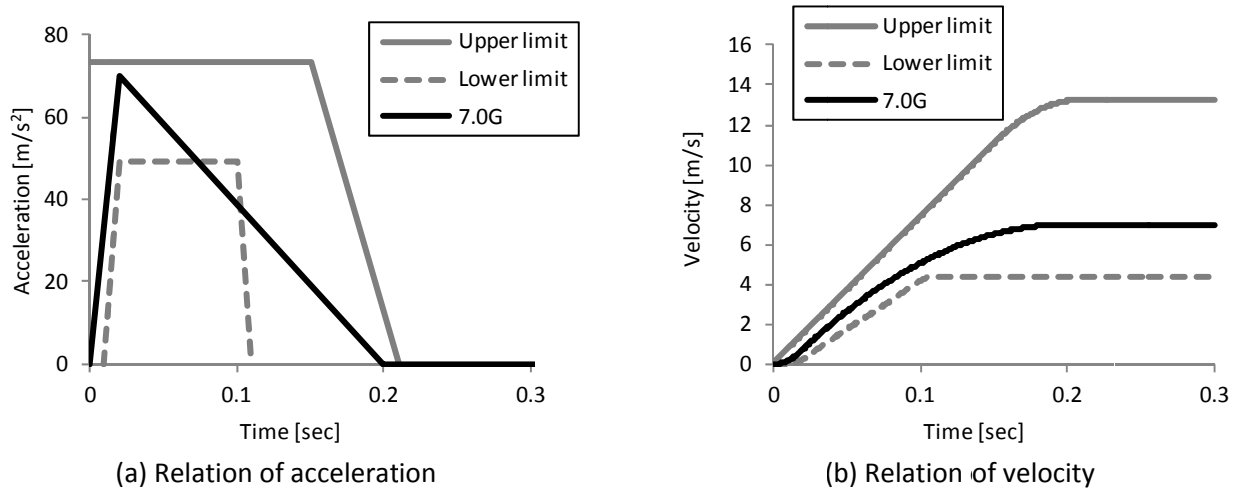 80
60
40
20
0
Acceleration [m/s²]
0 0.1 0.2 0.3
Time [sec]
Upper limit
Lower limit
7.0G
(a) Relation of acceleration
16
14
12
10
8
6
4
2
0
Velocity [m/s]
0 0.1 0.2 0.3
Time [sec]
Upper limit
Lower limit
7.0G
(b) Relation of velocity